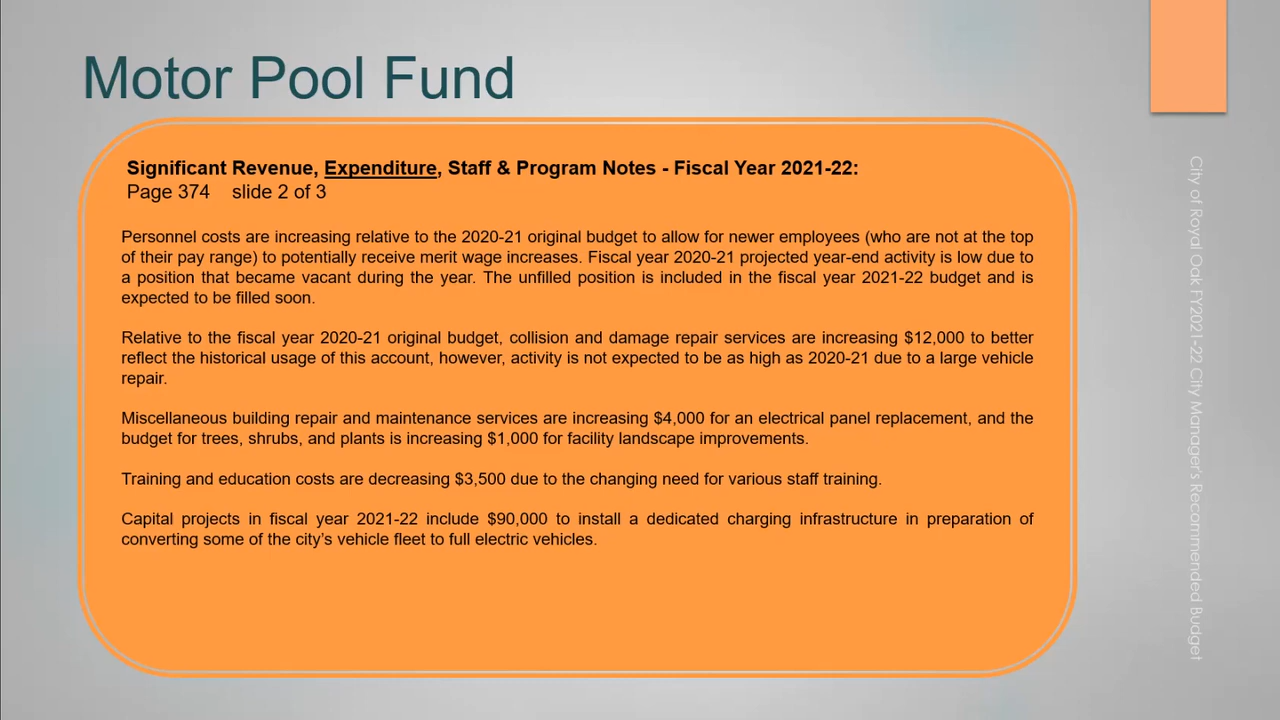 Motor Pool Fund
Significant Revenue, Expenditure, Staff & Program Notes - Fiscal Year 2021-22:
Page 374 slide 2 of 3
Personnel costs are increasing relative to the 2020-21 original budget to allow for newer employees (who are not at the top
of their pay range) to potentially receive merit wage increases. Fiscal year 2020-21 projected year-end activity is low due to
a position that became vacant during the year. The unfilled position is included in the fiscal year 2021-22 budget and is
expected to be filled soon.
Relative to the fiscal year 2020-21 original budget, collision and damage repair services are increasing $12,000 to better
reflect the historical usage of this account, however, activity is not expected to be as high as 2020-21 due to a large vehicle
repair.
Miscellaneous building repair and maintenance services are increasing $4,000 for an electrical panel replacement, and the
budget for trees, shrubs, and plants is increasing $1,000 for facility landscape improvements.
Training and education costs are decreasing $3,500 due to the changing need for various staff training.
Capital projects in fiscal year 2021-22 include $90,000 to install a dedicated charging infrastructure in preparation of
converting some of the city's vehicle fleet to full electric vehicles.
City of Royal Oak FY2021-22 City Manager's Recommended Budget